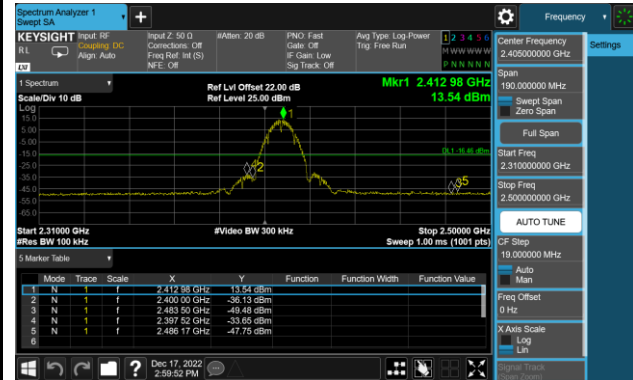 Spectrum Analyzer 1
Swept SA
+
Frequency
KEYSIGHT
RL
LXI
Input: RF
Coupling: DC
Align: Auto
Input Z: 50 Ω
Corrections: Off
Freq Ref: Int (S)
NFE: Off
#Atten: 20 dB
PNO: Fast
Gate: Off
IF Gain: Low
Sig Track: Off
Avg Type: Log-Power
Trig: Free Run
1 2 3 4 5 6
M W W W W W
P N N N N N
Center Frequency
2.405000000 GHz
Settings
Span
190.000000 MHz
Swept Span
Zero Span
Full Span
Start Freq
2.310000000 GHz
Stop Freq
2.500000000 GHz
AUTO TUNE
CF Step
19.000000 MHz
Auto
Man
Freq Offset
0 Hz
X Axis Scale
Log
Lin
Signal Track
(Span Zoom)
1 Spectrum
Scale/Div 10 dB
Ref Lvl Offset 22.00 dB
Ref Level 25.00 dBm
Mkr1 2.412 98 GHz
13.54 dBm
Log
15.0
5.00
-5.00
-15.0
-25.0
-35.0
-45.0
-55.0
-65.0
1
DL1 -16.46 dBm
2
5
Start 2.31000 GHz
#Res BW 100 kHz
#Video BW 300 kHz
Stop 2.50000 GHz
Sweep 1.00 ms (1001 pts)
5 Marker Table
Mode Trace Scale X Y Function Function Width Function Value
1 N 1 f 2.412 98 GHz 13.54 dBm
2 N 1 f 2.400 00 GHz -36.13 dBm
3 N 1 f 2.483 50 GHz -49.48 dBm
4 N 1 f 2.397 52 GHz -33.65 dBm
5 N 1 f 2.486 17 GHz -47.75 dBm
6
?
Dec 17, 2022
2:59:52 PM